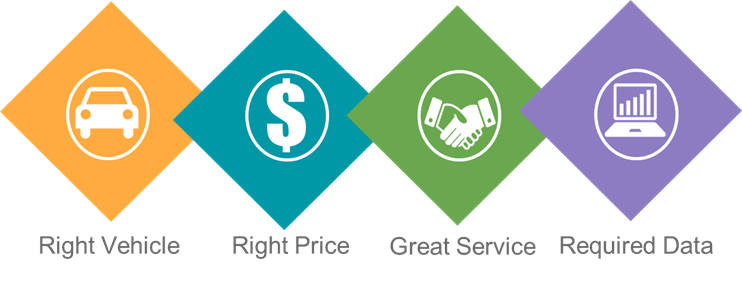 $
Right Vehicle
Right Price
Great Service
Required Data